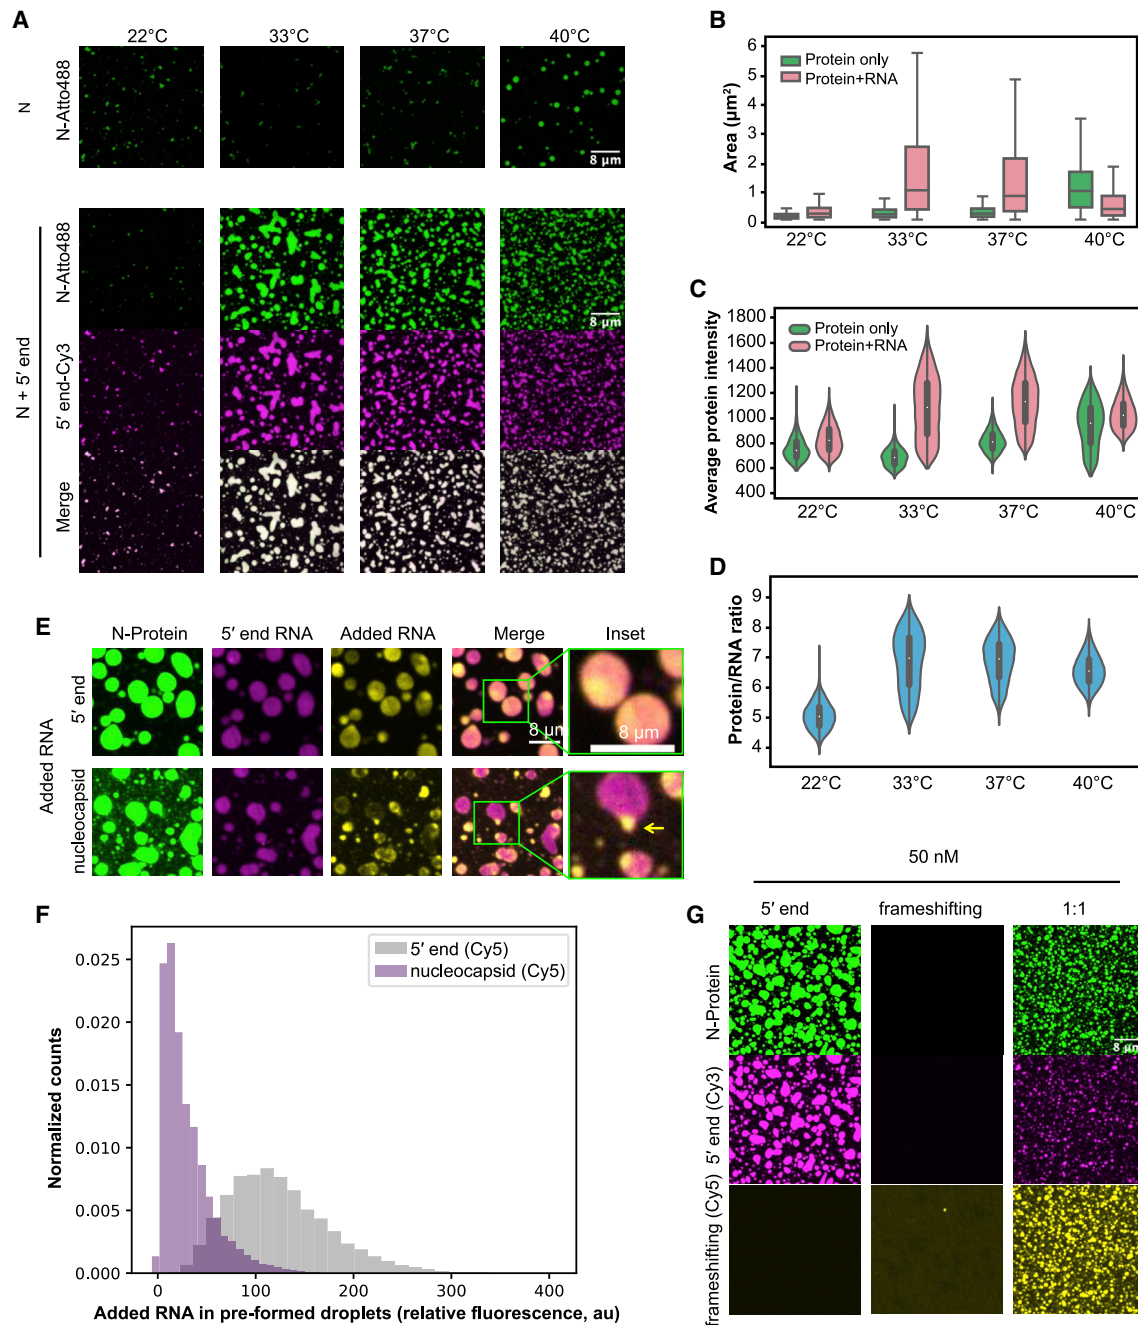 A
22°C 33°C 37°C 40°C
N
N-Atto488
8 µm
N + 5′ end
N-Atto488
8 µm
5′ end-Cy3
Merge
B
Area (µm²)
6
5
4
3
2
1
0
Protein only
Protein+RNA
22°C 33°C 37°C 40°C
C
Average protein intensity
1800
1600
1400
1200
1000
800
600
400
Protein only
Protein+RNA
22°C 33°C 37°C 40°C
D
Protein/RNA ratio
9
8
7
6
5
4
22°C 33°C 37°C 40°C
E
N-Protein 5′ end RNA Added RNA Merge Inset
Added RNA
5′ end
8 µm
8 µm
nucleocapsid
F
Normalized counts
0.025
0.020
0.015
0.010
0.005
0.000
5′ end (Cy5)
nucleocapsid (Cy5)
0 100 200 300 400
Added RNA in pre-formed droplets (relative fluorescence, au)
50 nM
G
5′ end frameshifting 1:1
N-Protein
8 µm
5′ end (Cy3)
frameshifting (Cy5)